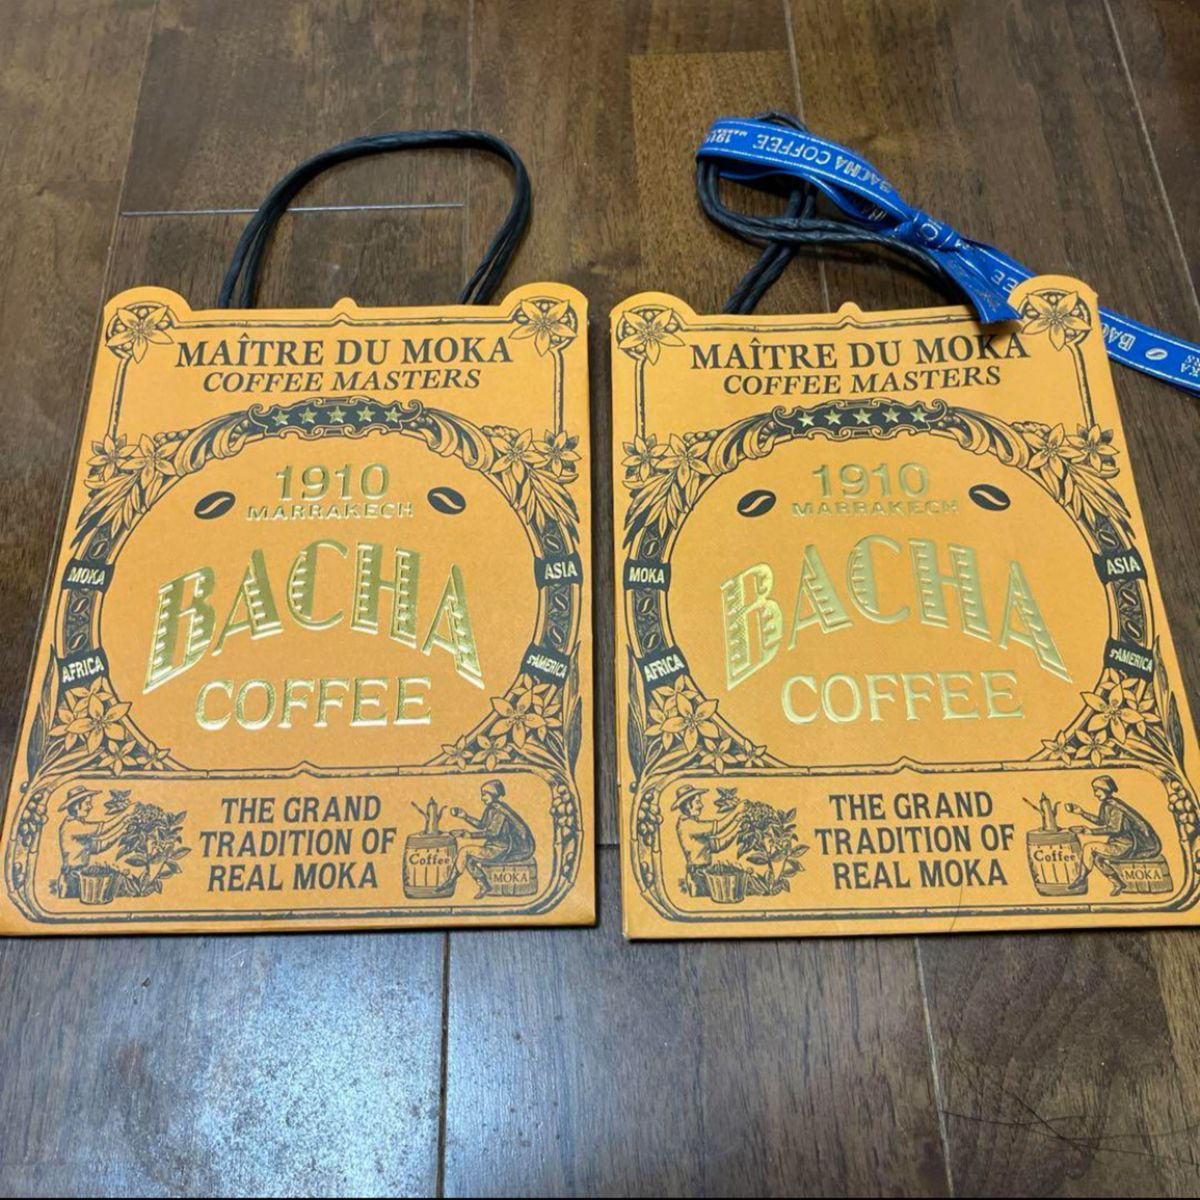 MAÎTRE DU MOKA
COFFEE MASTERS
1910
MARRAKECH
MOKA
ASIA
BACHA
AFRICA
S.AMERICA
COFFEE
THE GRAND
TRADITION OF
REAL MOKA
Coffee
MOKA
BACHA COFFEE
MAÎTRE DU MOKA
COFFEE MASTERS
1910
MARRAKECH
MOKA
ASIA
BACHA
AFRICA
S.AMERICA
COFFEE
THE GRAND
TRADITION OF
REAL MOKA
Coffee
MOKA